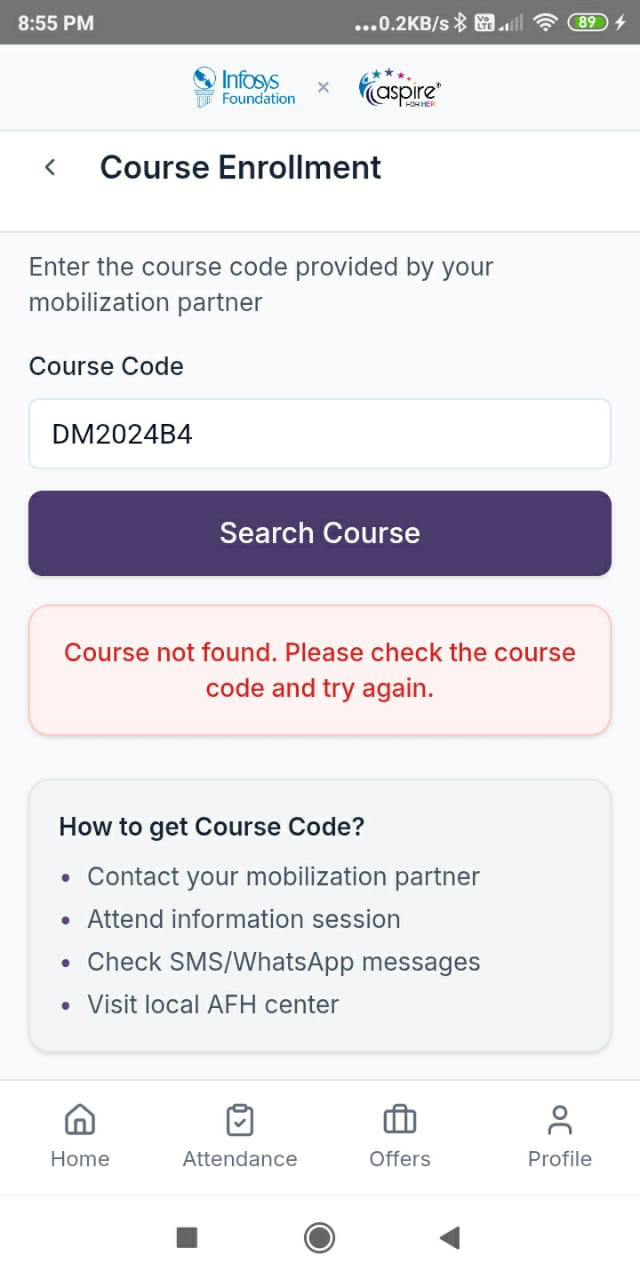 8:55 PM
...0.2KB/s Vo LTE 89
Infosys
Foundation
×
aspire
FOR HER
Course Enrollment
Enter the course code provided by your
mobilization partner
Course Code
DM2024B4
Search Course
Course not found. Please check the course
code and try again.
How to get Course Code?
• Contact your mobilization partner
• Attend information session
• Check SMS/WhatsApp messages
• Visit local AFH center
Home Attendance Offers Profile